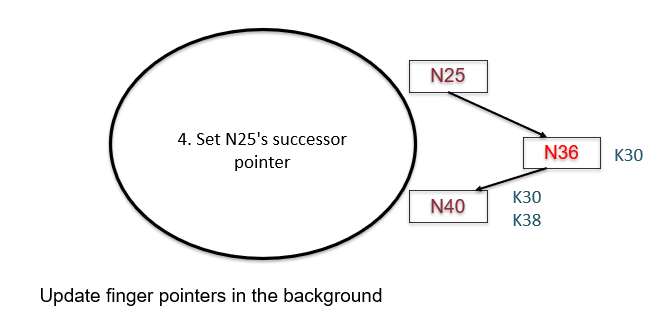 N25
4. Set N25's successor
pointer
N36
K30
N40
K30
K38
Update finger pointers in the background